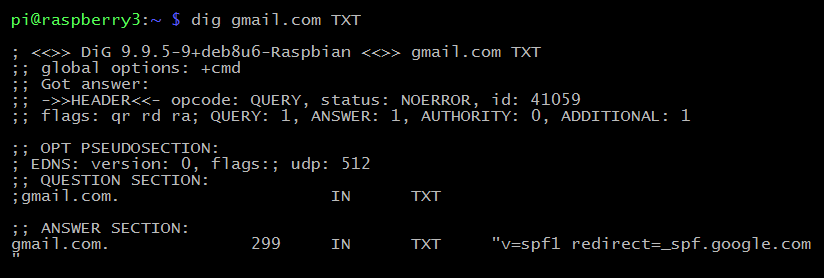 pi@raspberry3:~ $ dig gmail.com TXT
; <<>> DiG 9.9.5-9+deb8u6-Raspbian <<>> gmail.com TXT
;; global options: +cmd
;; Got answer:
;; ->>HEADER<<- opcode: QUERY, status: NOERROR, id: 41059
;; flags: qr rd ra; QUERY: 1, ANSWER: 1, AUTHORITY: 0, ADDITIONAL: 1
;; OPT PSEUDOSECTION:
; EDNS: version: 0, flags:; udp: 512
;; QUESTION SECTION:
;gmail.com. IN TXT
;; ANSWER SECTION:
gmail.com. 299 IN TXT "v=spf1 redirect=_spf.google.com
"